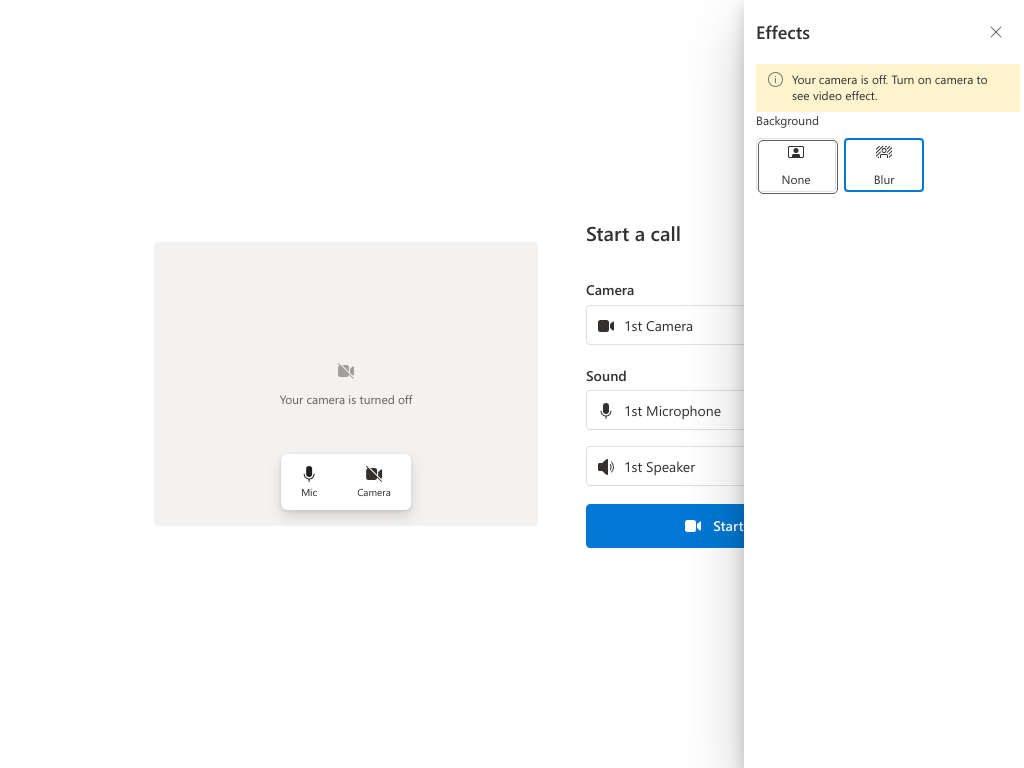 Effects
Your camera is off. Turn on camera to
see video effect.
Background
None
Blur
Start a call
Camera
1st Camera
Sound
1st Microphone
1st Speaker
Start
Your camera is turned off
Mic
Camera